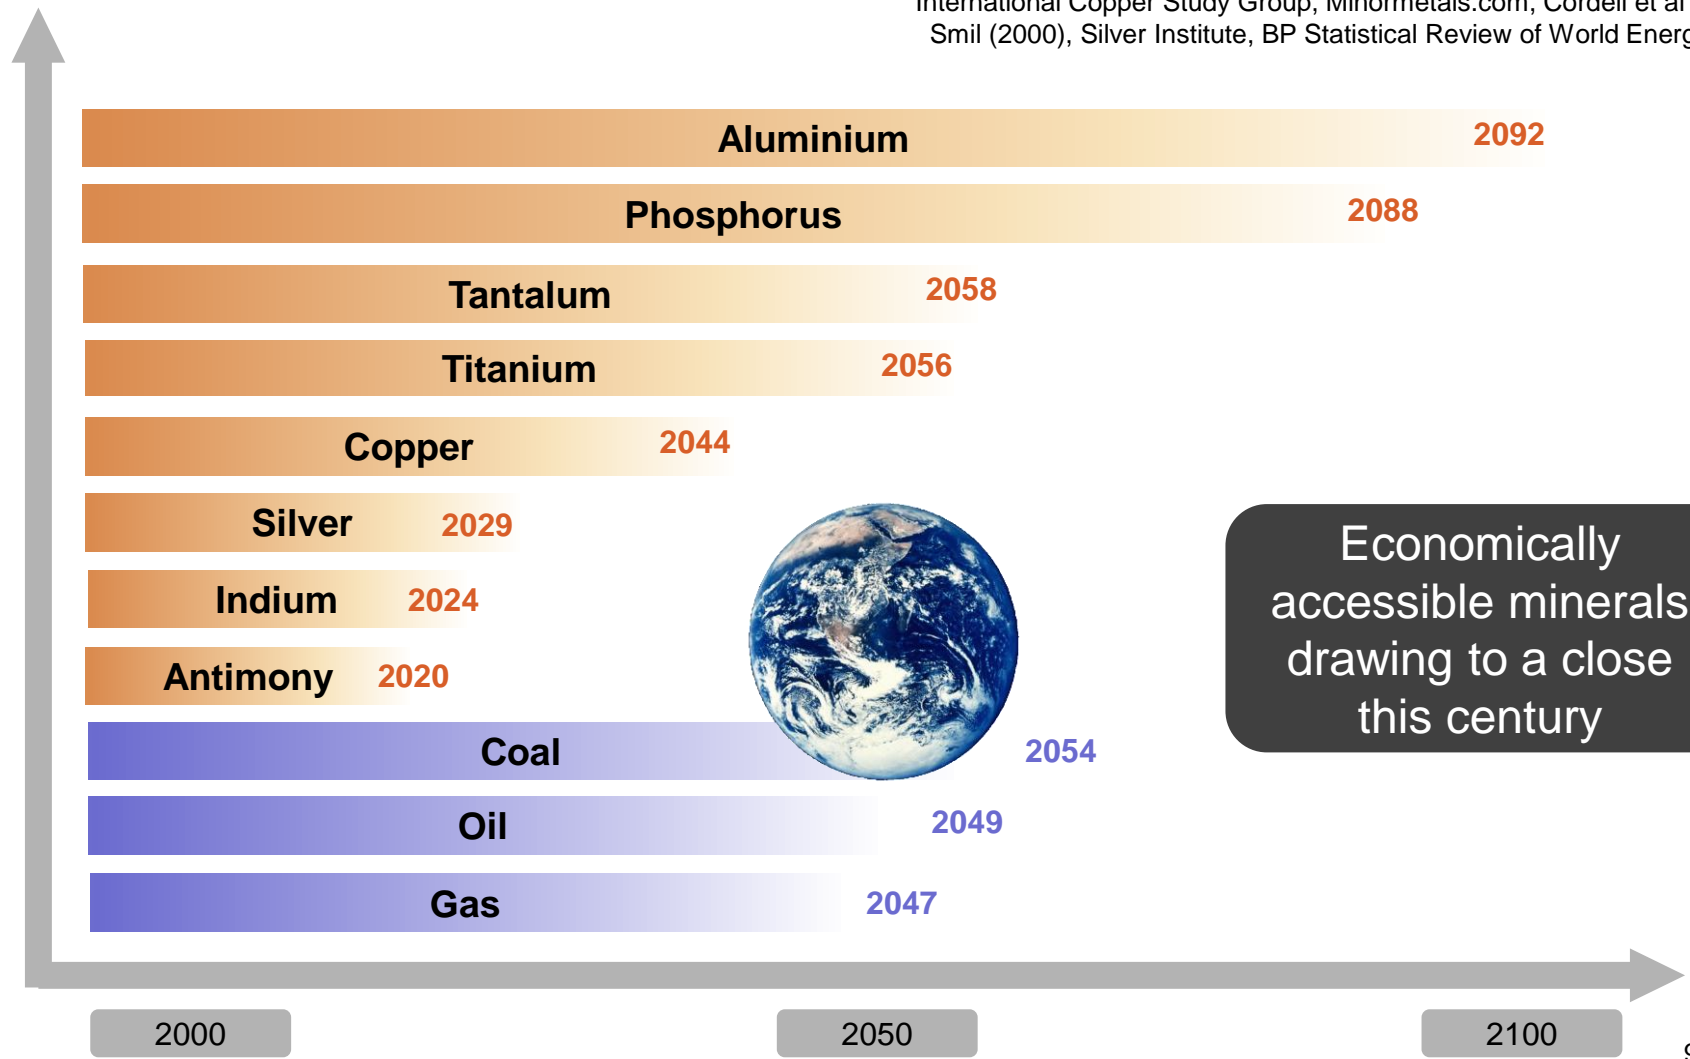 International Copper Study Group, Minormetals.com, Cordell et al
Smil (2000), Silver Institute, BP Statistical Review of World Energ
Aluminium 2092
Phosphorus 2088
Tantalum 2058
Titanium 2056
Copper 2044
Silver 2029
Indium 2024
Antimony 2020
Coal 2054
Oil 2049
Gas 2047
Economically
accessible minerals
drawing to a close
this century
2000 2050 2100